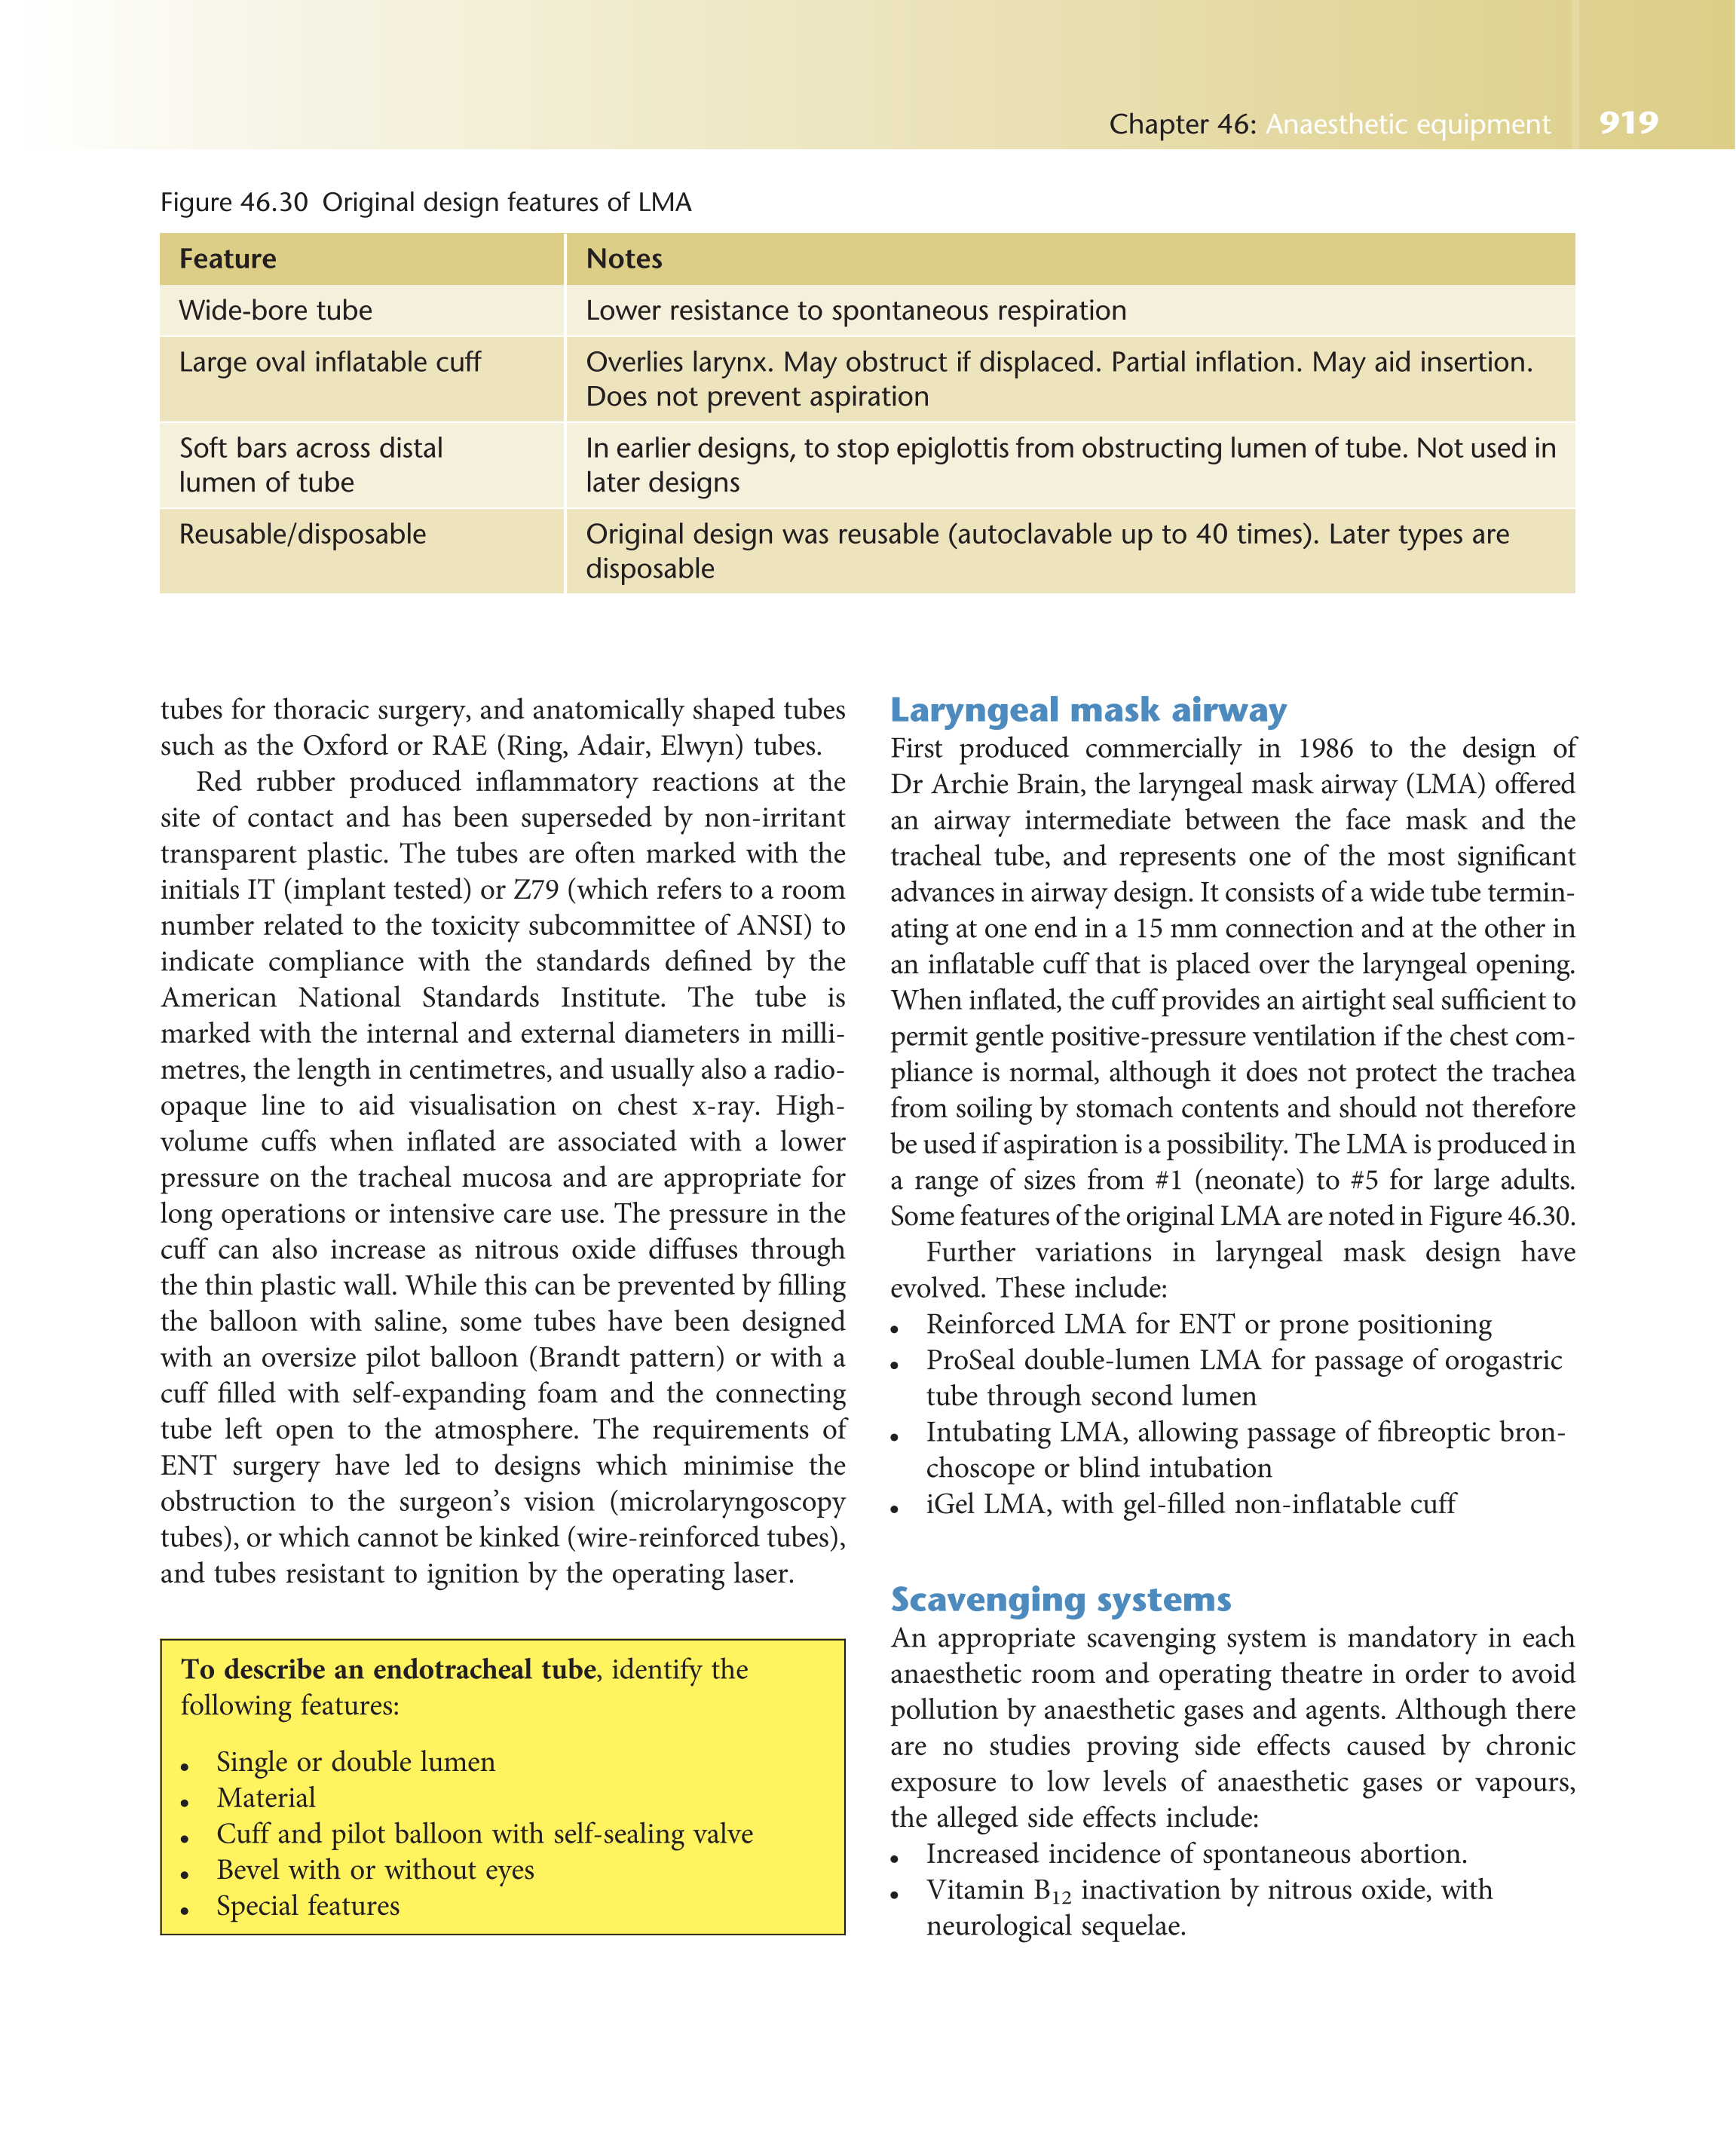 Chapter 46: Anaesthetic equipment 919
Figure 46.30 Original design features of LMA
Feature Notes
Wide-bore tube Lower resistance to spontaneous respiration
Large oval inflatable cuff Overlies larynx. May obstruct if displaced. Partial inflation. May aid insertion.
Does not prevent aspiration
Soft bars across distal In earlier designs, to stop epiglottis from obstructing lumen of tube. Not used in
lumen of tube later designs
Reusable/disposable Original design was reusable (autoclavable up to 40 times). Later types are
disposable
tubes for thoracic surgery, and anatomically shaped tubes
such as the Oxford or RAE (Ring, Adair, Elwyn) tubes.
Red rubber produced inflammatory reactions at the
site of contact and has been superseded by non-irritant
transparent plastic. The tubes are often marked with the
initials IT (implant tested) or Z79 (which refers to a room
number related to the toxicity subcommittee of ANSI) to
indicate compliance with the standards defined by the
American National Standards Institute. The tube is
marked with the internal and external diameters in milli-
metres, the length in centimetres, and usually also a radio-
opaque line to aid visualisation on chest x-ray. High-
volume cuffs when inflated are associated with a lower
pressure on the tracheal mucosa and are appropriate for
long operations or intensive care use. The pressure in the
cuff can also increase as nitrous oxide diffuses through
the thin plastic wall. While this can be prevented by filling
the balloon with saline, some tubes have been designed
with an oversize pilot balloon (Brandt pattern) or with a
cuff filled with self-expanding foam and the connecting
tube left open to the atmosphere. The requirements of
ENT surgery have led to designs which minimise the
obstruction to the surgeon's vision (microlaryngoscopy
tubes), or which cannot be kinked (wire-reinforced tubes),
and tubes resistant to ignition by the operating laser.
To describe an endotracheal tube, identify the
following features:
• Single or double lumen
• Material
• Cuff and pilot balloon with self-sealing valve
• Bevel with or without eyes
• Special features
Laryngeal mask airway
First produced commercially in 1986 to the design of
Dr Archie Brain, the laryngeal mask airway (LMA) offered
an airway intermediate between the face mask and the
tracheal tube, and represents one of the most significant
advances in airway design. It consists of a wide tube termin-
ating at one end in a 15 mm connection and at the other in
an inflatable cuff that is placed over the laryngeal opening.
When inflated, the cuff provides an airtight seal sufficient to
permit gentle positive-pressure ventilation if the chest com-
pliance is normal, although it does not protect the trachea
from soiling by stomach contents and should not therefore
be used if aspiration is a possibility. The LMA is produced in
a range of sizes from #1 (neonate) to #5 for large adults.
Some features of the original LMA are noted in Figure 46.30.
Further variations in laryngeal mask design have
evolved. These include:
• Reinforced LMA for ENT or prone positioning
• ProSeal double-lumen LMA for passage of orogastric
tube through second lumen
• Intubating LMA, allowing passage of fibreoptic bron-
choscope or blind intubation
• iGel LMA, with gel-filled non-inflatable cuff
Scavenging systems
An appropriate scavenging system is mandatory in each
anaesthetic room and operating theatre in order to avoid
pollution by anaesthetic gases and agents. Although there
are no studies proving side effects caused by chronic
exposure to low levels of anaesthetic gases or vapours,
the alleged side effects include:
• Increased incidence of spontaneous abortion.
• Vitamin B12 inactivation by nitrous oxide, with
neurological sequelae.